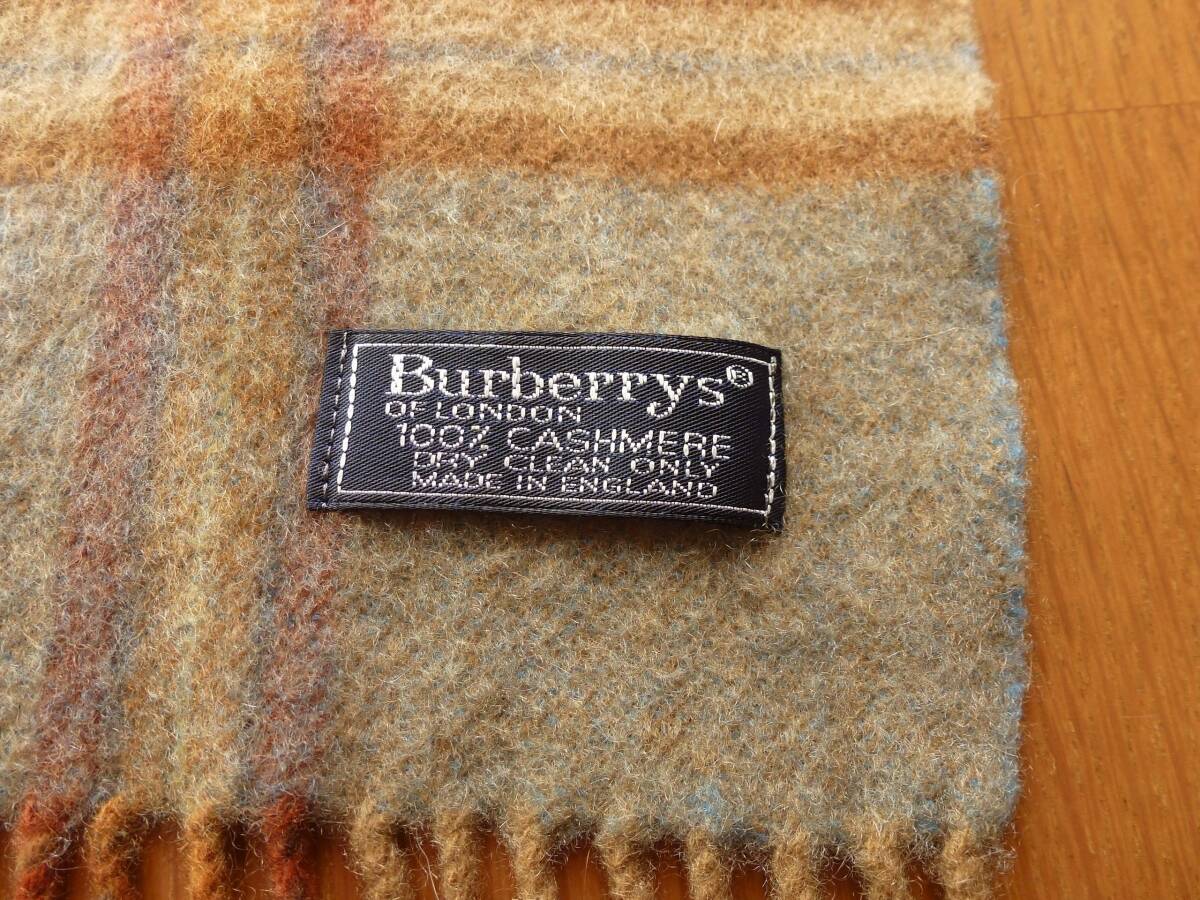 Burberrys®
OF LONDON
100% CASHMERE
DRY CLEAN ONLY
MADE IN ENGLAND